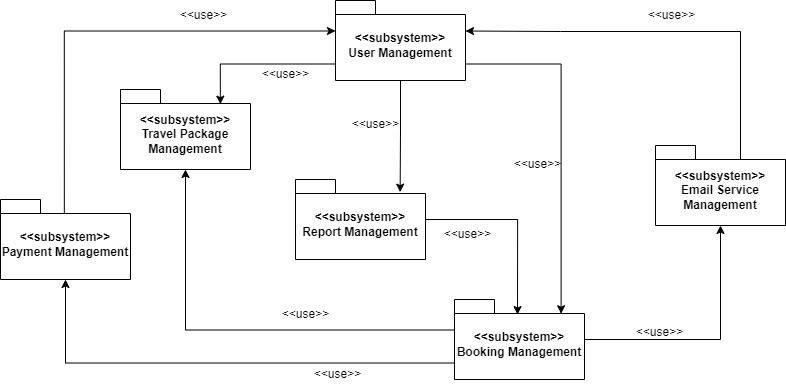 <<use>>
<<use>>
<<subsystem>>
User Management
<<use>>
<<subsystem>>
Travel Package
Management
<<use>>
<<use>>
<<subsystem>>
Email Service
Management
<<subsystem>>
Report Management
<<use>>
<<subsystem>>
Payment Management
<<use>>
<<subsystem>>
Booking Management
<<use>>
<<use>>